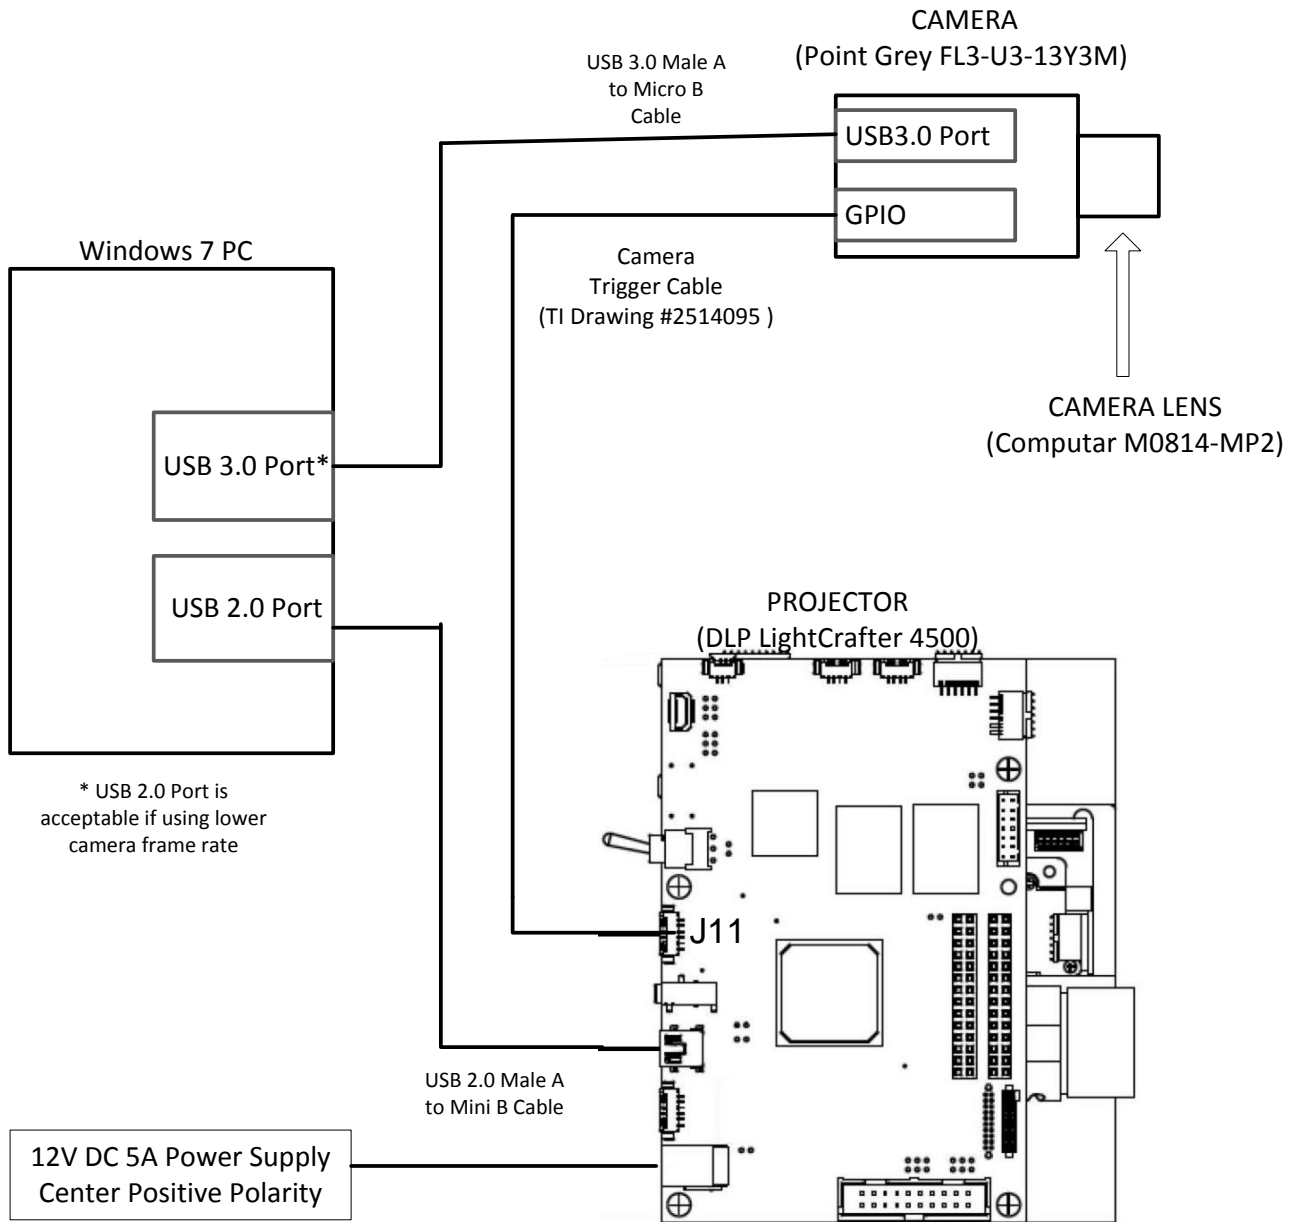 CAMERA
(Point Grey FL3-U3-13Y3M)
USB 3.0 Male A
to Micro B
Cable
USB3.0 Port
GPIO
Windows 7 PC
Camera
Trigger Cable
(TI Drawing #2514095 )
CAMERA LENS
(Computar M0814-MP2)
USB 3.0 Port*
USB 2.0 Port
PROJECTOR
(DLP LightCrafter 4500)
* USB 2.0 Port is
acceptable if using lower
camera frame rate
J11
USB 2.0 Male A
to Mini B Cable
12V DC 5A Power Supply
Center Positive Polarity